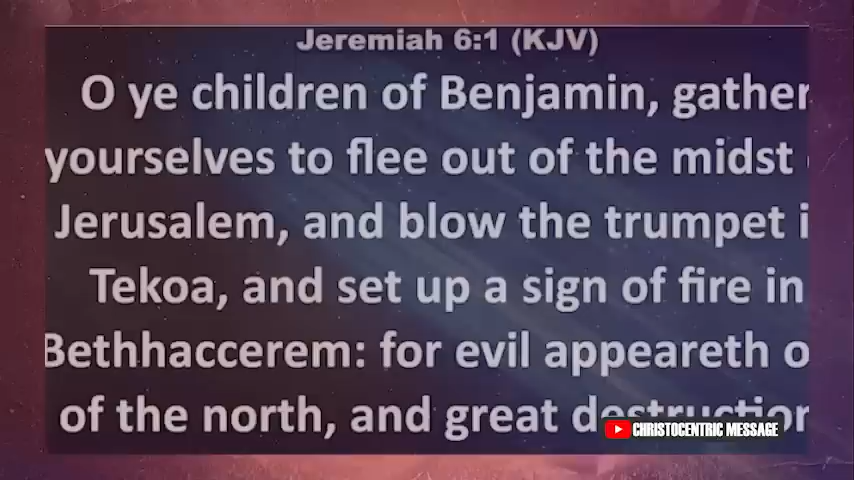 Jeremiah 6:1 (KJV)
O ye children of Benjamin, gather
yourselves to flee out of the midst
Jerusalem, and blow the trumpet i
Tekoa, and set up a sign of fire in
Bethhaccerem: for evil appeareth o
of the north, and great destruction
CHRISTOCENTRIC MESSAGE